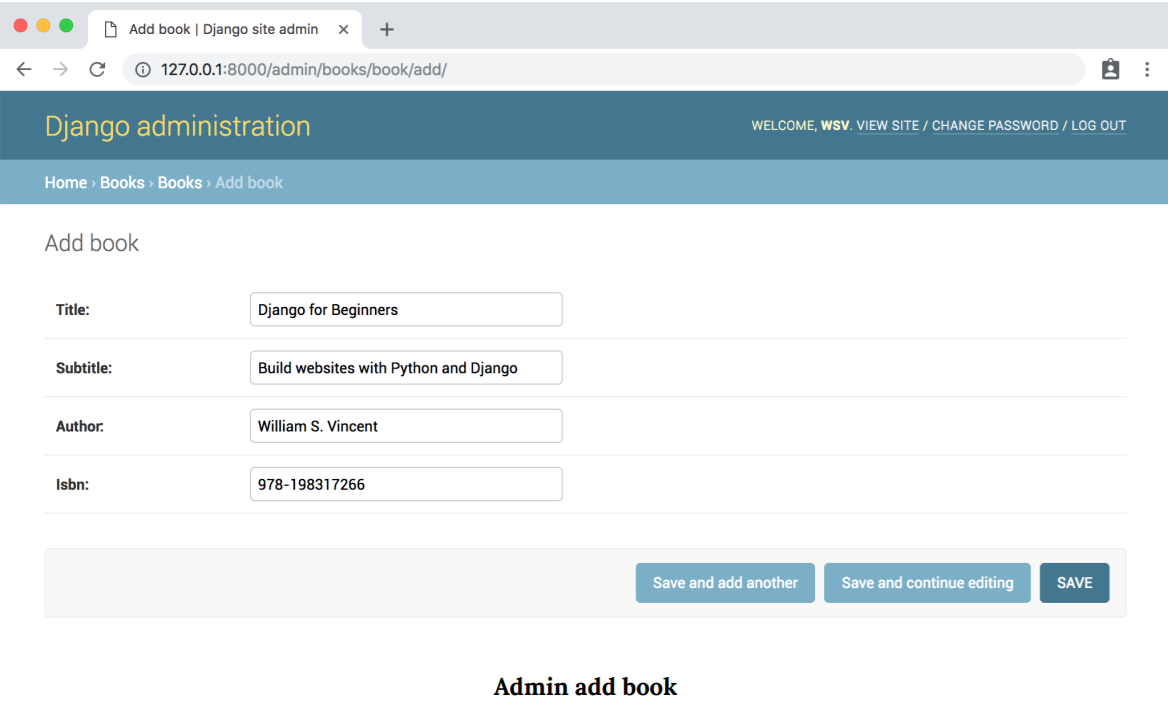 Add book | Django site admin
127.0.0.1:8000/admin/books/book/add/
Django administration
WELCOME, WSV. VIEW SITE / CHANGE PASSWORD / LOG OUT
Home › Books › Books › Add book
Add book
Title: Django for Beginners
Subtitle: Build websites with Python and Django
Author: William S. Vincent
Isbn: 978-198317266
Save and add another Save and continue editing SAVE
Admin add book